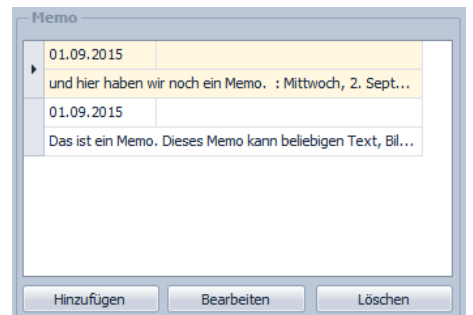 Memo
01.09.2015
und hier haben wir noch ein Memo. : Mittwoch, 2. Sept...
01.09.2015
Das ist ein Memo. Dieses Memo kann beliebigen Text, Bil...
Hinzufügen Bearbeiten Löschen